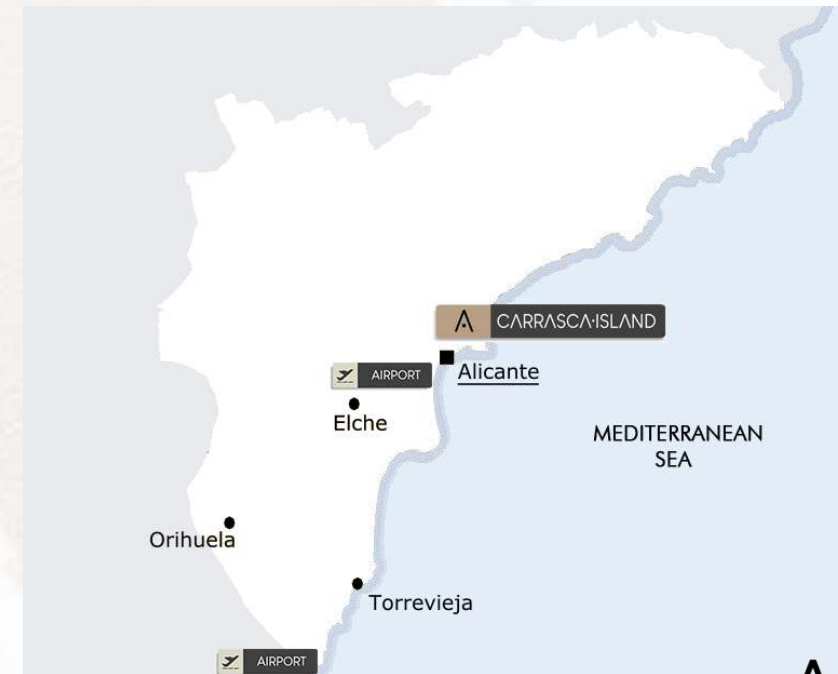 CARRASCA·ISLAND
AIRPORT
Alicante
Elche
MEDITERRANEAN
SEA
Orihuela
Torrevieja
AIRPORT